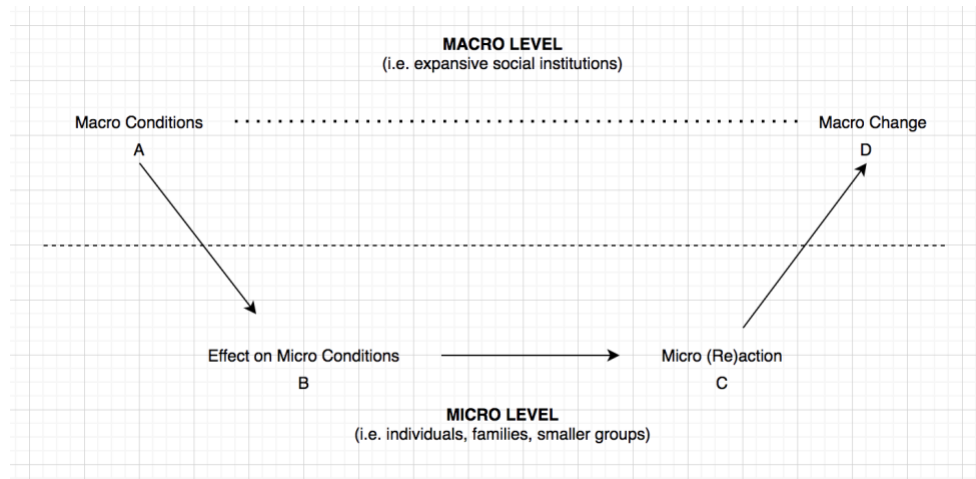 MACRO LEVEL
(i.e. expansive social institutions)
Macro Conditions
Macro Change
A
D
Effect on Micro Conditions
Micro (Re)action
B
C
MICRO LEVEL
(i.e. individuals, families, smaller groups)